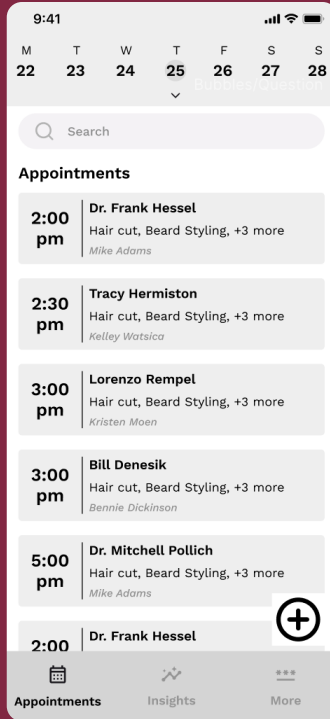 9:41
M T W T F S S
22 23 24 25 26 27 28
Bubbles/Question
Search
Appointments
2:00 pm
Dr. Frank Hessel
Hair cut, Beard Styling, +3 more
Mike Adams
2:30 pm
Tracy Hermiston
Hair cut, Beard Styling, +3 more
Kelley Watsica
3:00 pm
Lorenzo Rempel
Hair cut, Beard Styling, +3 more
Kristen Moen
3:00 pm
Bill Denesik
Hair cut, Beard Styling, +3 more
Bennie Dickinson
5:00 pm
Dr. Mitchell Pollich
Hair cut, Beard Styling, +3 more
Mike Adams
2:00
Dr. Frank Hessel
Appointments Insights More